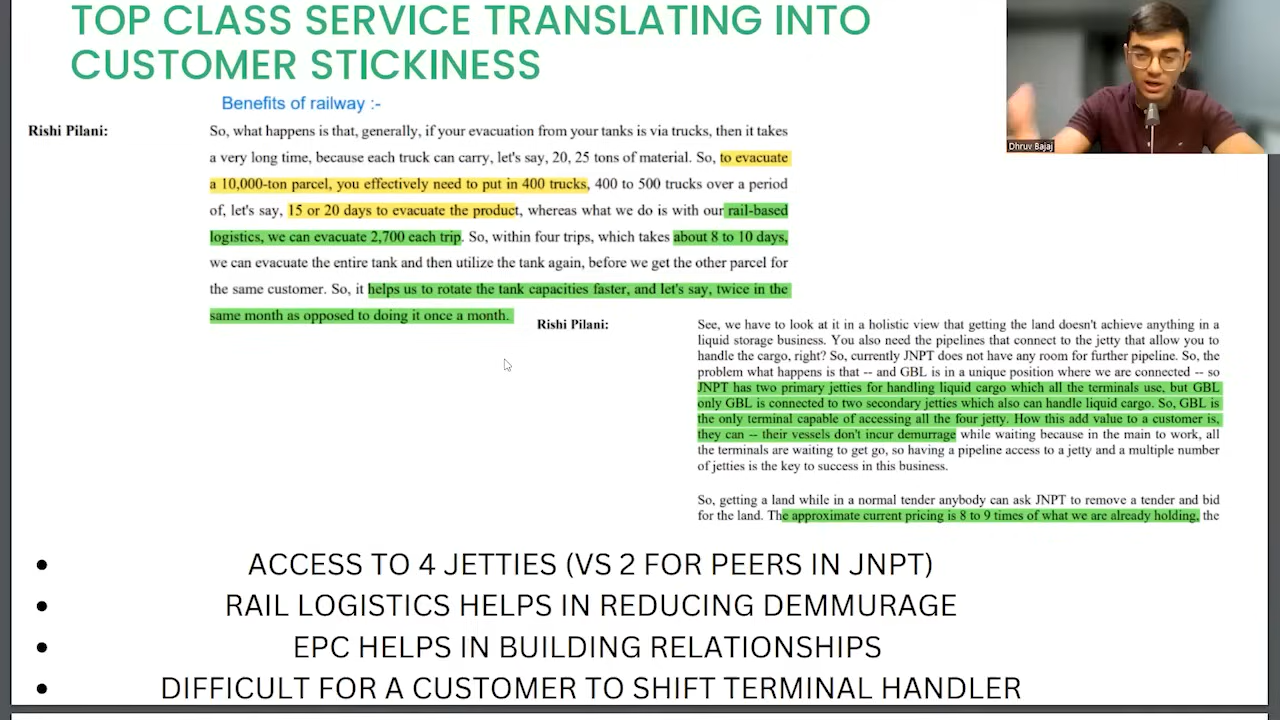 TOP CLASS SERVICE TRANSLATING INTO
CUSTOMER STICKINESS
Dhruv Bajaj
Benefits of railway :-
Rishi Pilani:
So, what happens is that, generally, if your evacuation from your tanks is via trucks, then it takes
a very long time, because each truck can carry, let's say, 20, 25 tons of material. So, to evacuate
a 10,000-ton parcel, you effectively need to put in 400 trucks, 400 to 500 trucks over a period
of, let's say, 15 or 20 days to evacuate the product, whereas what we do is with our rail-based
logistics, we can evacuate 2,700 each trip. So, within four trips, which takes about 8 to 10 days,
we can evacuate the entire tank and then utilize the tank again, before we get the other parcel for
the same customer. So, it helps us to rotate the tank capacities faster, and let's say, twice in the
same month as opposed to doing it once a month.
Rishi Pilani:
See, we have to look at it in a holistic view that getting the land doesn't achieve anything in a
liquid storage business. You also need the pipelines that connect to the jetty that allow you to
handle the cargo, right? So, currently JNPT does not have any room for further pipeline. So, the
problem what happens is that -- and GBL is in a unique position where we are connected -- so
JNPT has two primary jetties for handling liquid cargo which all the terminals use, but GBL
only GBL is connected to two secondary jetties which also can handle liquid cargo. So, GBL is
the only terminal capable of accessing all the four jetty. How this add value to a customer is,
they can -- their vessels don't incur demurrage while waiting because in the main to work, all
the terminals are waiting to get go, so having a pipeline access to a jetty and a multiple number
of jetties is the key to success in this business.
So, getting a land while in a normal tender anybody can ask JNPT to remove a tender and bid
for the land. The approximate current pricing is 8 to 9 times of what we are already holding, the
• ACCESS TO 4 JETTIES (VS 2 FOR PEERS IN JNPT)
• RAIL LOGISTICS HELPS IN REDUCING DEMMURAGE
• EPC HELPS IN BUILDING RELATIONSHIPS
• DIFFICULT FOR A CUSTOMER TO SHIFT TERMINAL HANDLER